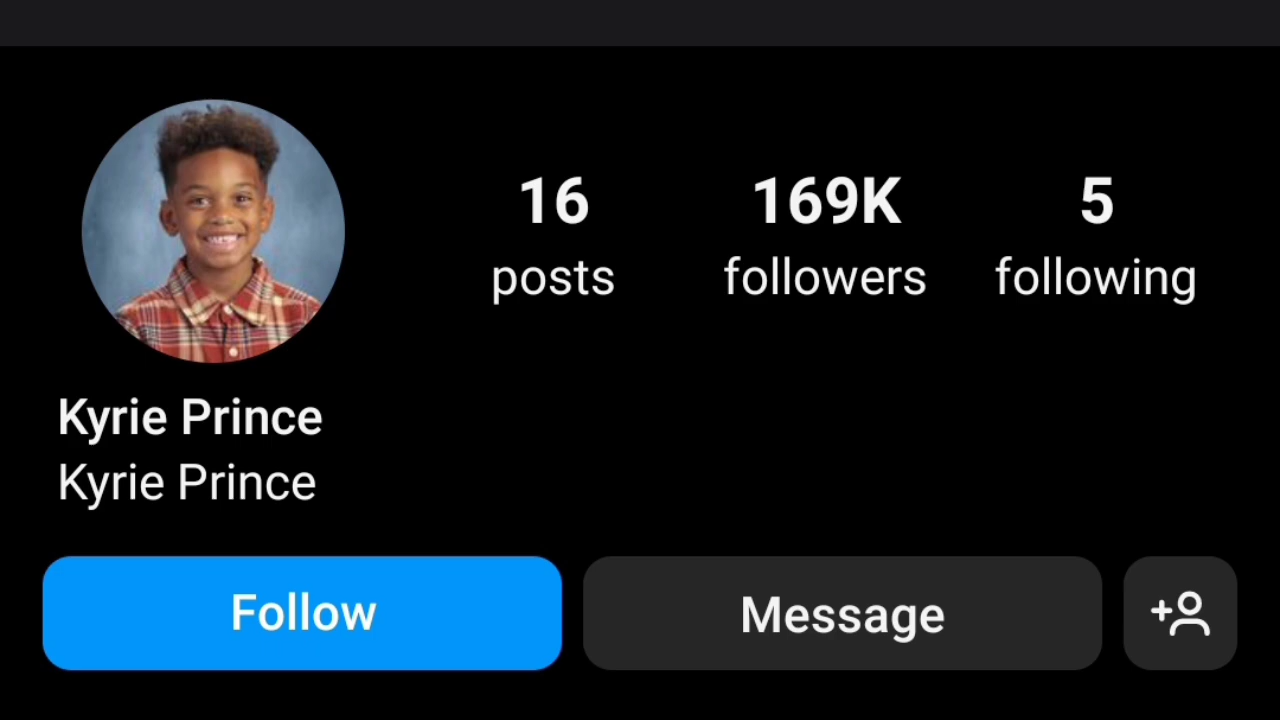 16 169K 5
posts followers following
Kyrie Prince
Kyrie Prince
Follow Message